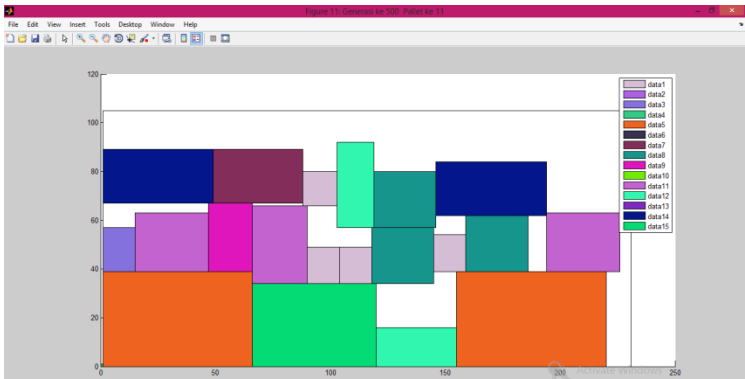 Figure 11: Generasi ke 500 Pallet ke 11
File Edit View Insert Tools Desktop Window Help
120
100
80
60
40
20
0
0 50 100 150 200 250
data1
data2
data3
data4
data5
data6
data7
data8
data9
data10
data11
data12
data13
data14
data15
Activate Windows